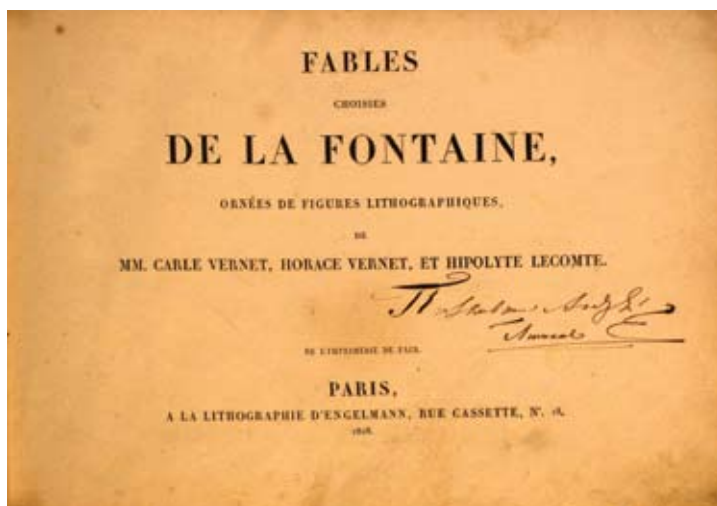 FABLES
CHOISIES
DE LA FONTAINE,
ORNÉES DE FIGURES LITHOGRAPHIQUES,
DE
MM. CARLE VERNET, HORACE VERNET, ET HIPOLYTE LECOMTE.
DE L'IMPRIMERIE DE FAIN.
PARIS,
A LA LITHOGRAPHIE D'ENGELMANN, RUE CASSETTE, N°. 18.